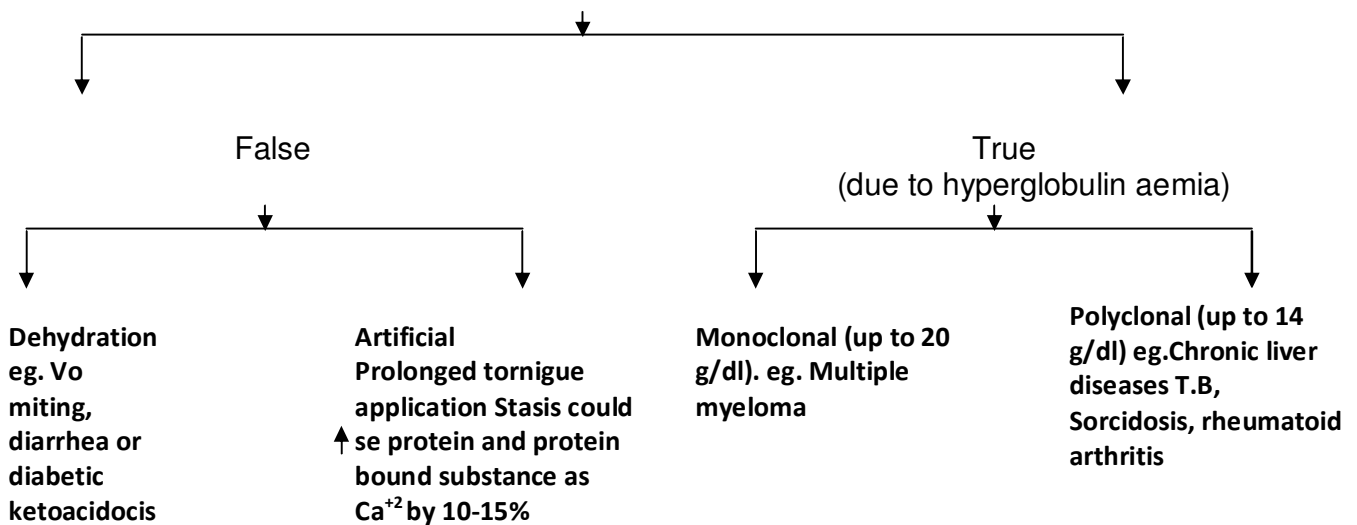 False
True
(due to hyperglobulin aemia)
Dehydration
eg. Vo
miting,
diarrhea or
diabetic
ketoacidocis
Artificial
Prolonged tornigue
application Stasis could
↑ se protein and protein
bound substance as
Ca⁺² by 10-15%
Monoclonal (up to 20
g/dl). eg. Multiple
myeloma
Polyclonal (up to 14
g/dl) eg.Chronic liver
diseases T.B,
Sorcidosis, rheumatoid
arthritis